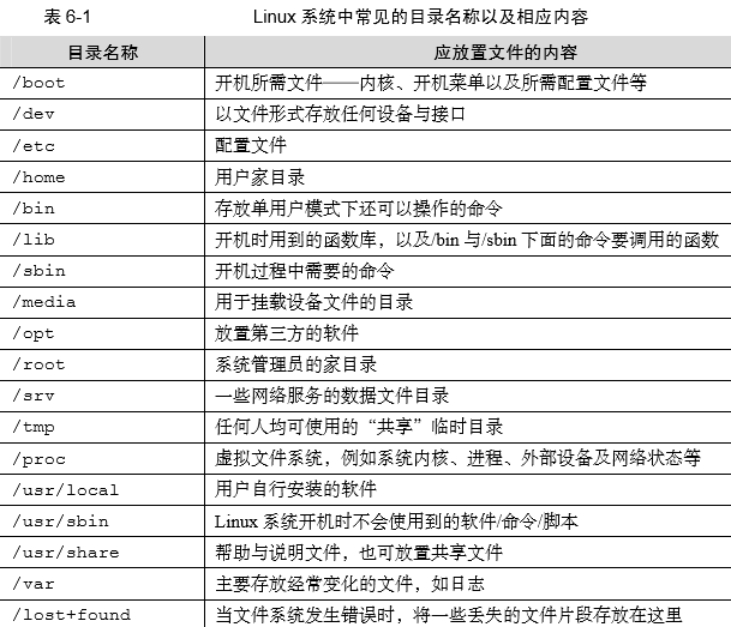 表 6-1 Linux 系统中常见的目录名称以及相应内容
目录名称 应放置文件的内容
/boot 开机所需文件——内核、开机菜单以及所需配置文件等
/dev 以文件形式存放任何设备与接口
/etc 配置文件
/home 用户家目录
/bin 存放单用户模式下还可以操作的命令
/lib 开机时用到的函数库，以及/bin 与/sbin 下面的命令要调用的函数
/sbin 开机过程中需要的命令
/media 用于挂载设备文件的目录
/opt 放置第三方的软件
/root 系统管理员的家目录
/srv 一些网络服务的数据文件目录
/tmp 任何人均可使用的“共享”临时目录
/proc 虚拟文件系统，例如系统内核、进程、外部设备及网络状态等
/usr/local 用户自行安装的软件
/usr/sbin Linux 系统开机时不会使用到的软件/命令/脚本
/usr/share 帮助与说明文件，也可放置共享文件
/var 主要存放经常变化的文件，如日志
/lost+found 当文件系统发生错误时，将一些丢失的文件片段存放在这里